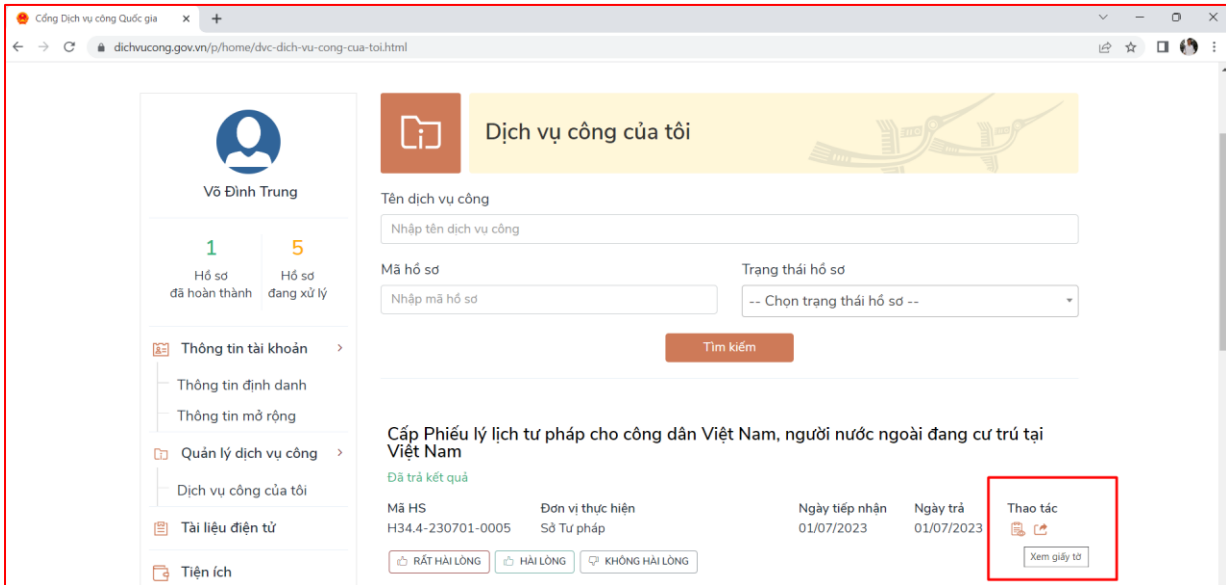 Cổng Dịch vụ công Quốc gia
dichvucong.gov.vn/p/home/dvc-dich-vu-cong-cua-toi.html
Võ Đình Trung
1 5
Hồ sơ Hồ sơ
đã hoàn thành đang xử lý
Thông tin tài khoản
Thông tin định danh
Thông tin mở rộng
Quản lý dịch vụ công
Dịch vụ công của tôi
Tài liệu điện tử
Tiện ích
Dịch vụ công của tôi
Tên dịch vụ công
Nhập tên dịch vụ công
Mã hồ sơ Trạng thái hồ sơ
Nhập mã hồ sơ -- Chọn trạng thái hồ sơ --
Tìm kiếm
Cấp Phiếu lý lịch tư pháp cho công dân Việt Nam, người nước ngoài đang cư trú tại
Việt Nam
Đã trả kết quả
Mã HS Đơn vị thực hiện Ngày tiếp nhận Ngày trả Thao tác
H34.4-230701-0005 Sở Tư pháp 01/07/2023 01/07/2023
Xem giấy tờ
RẤT HÀI LÒNG HÀI LÒNG KHÔNG HÀI LÒNG